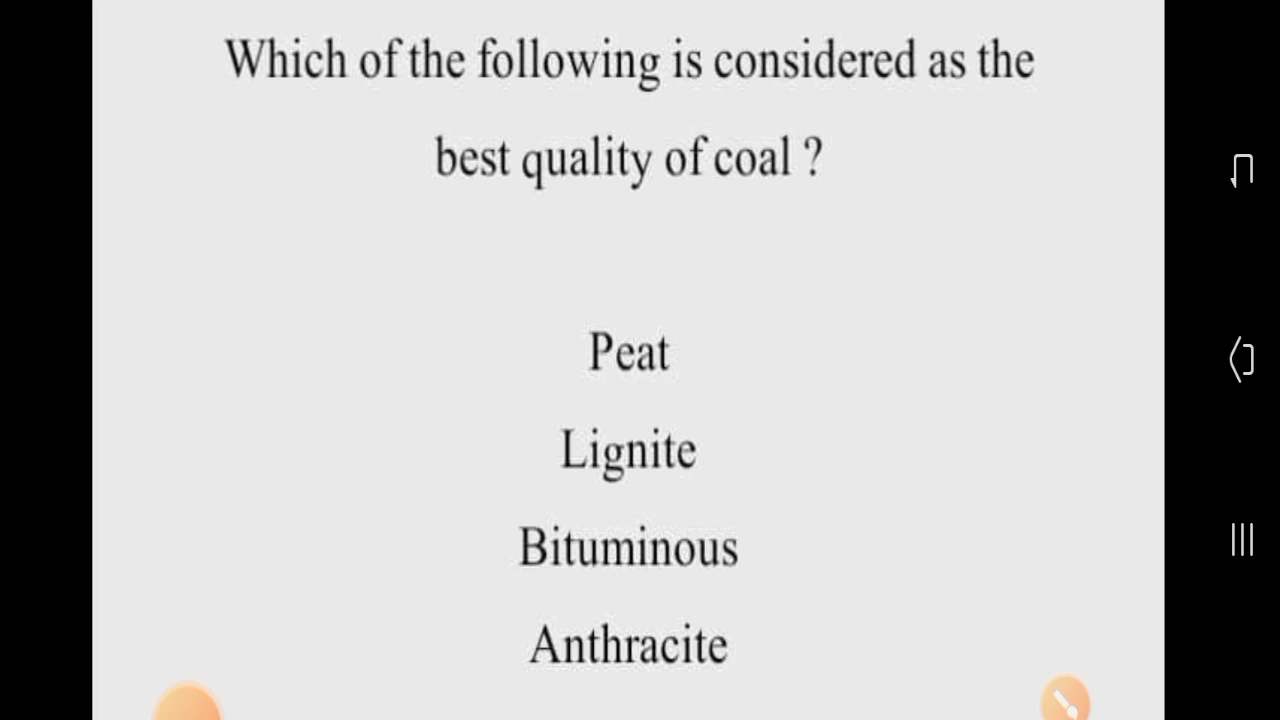 Which of the following is considered as the
best quality of coal ?
Peat
Lignite
Bituminous
Anthracite